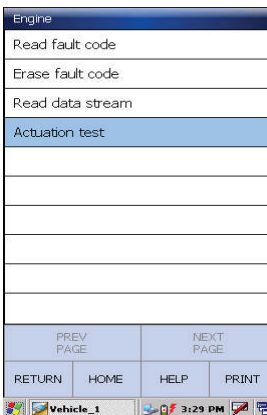 Engine
Read fault code
Erase fault code
Read data stream
Actuation test
PREV PAGE
NEXT PAGE
RETURN HOME HELP PRINT
Vehicle_1 3:29 PM